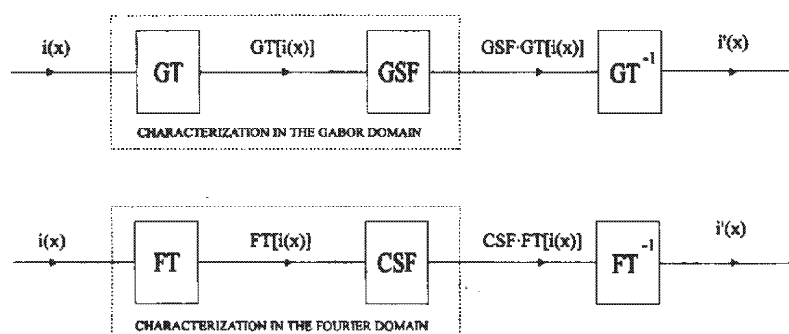 i(x) GT[i(x)] GSF·GT[i(x)] i'(x)
GT GSF GT⁻¹
CHARACTERIZATION IN THE GABOR DOMAIN
i(x) FT[i(x)] CSF·FT[i(x)] i'(x)
FT CSF FT⁻¹
CHARACTERIZATION IN THE FOURIER DOMAIN